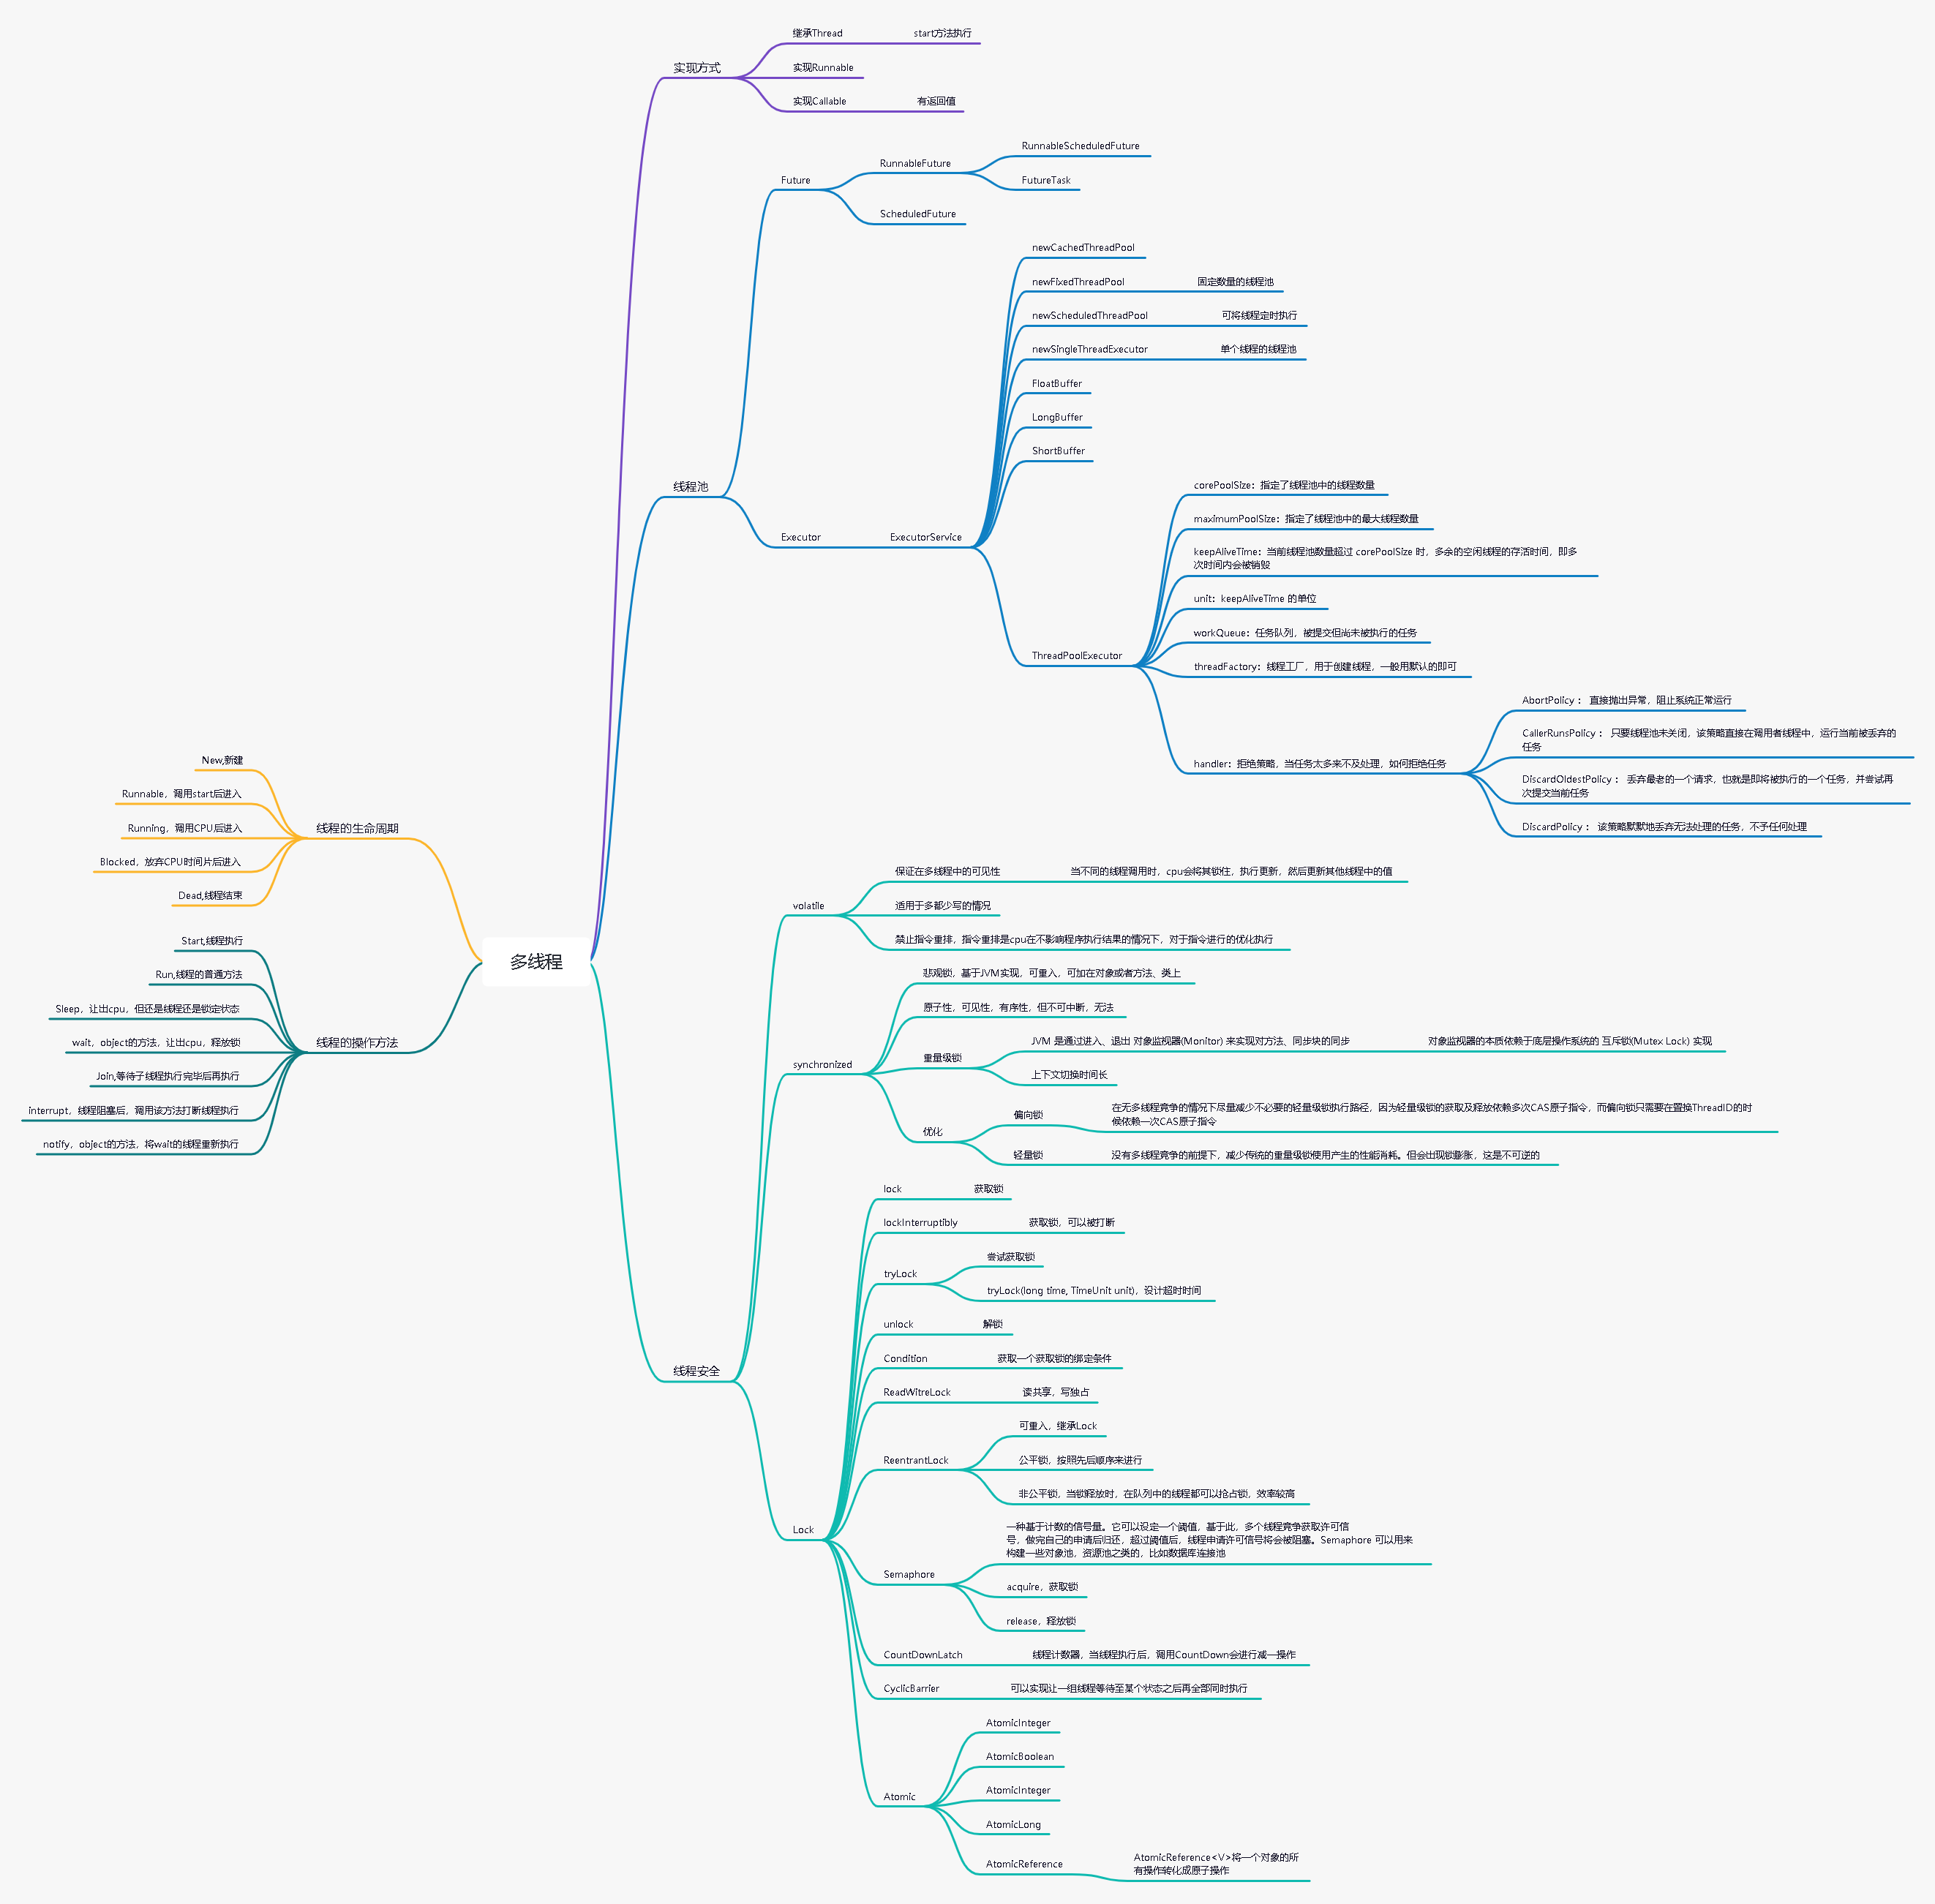 多线程
实现方式
继承Thread
start方法执行
实现Runnable
实现Callable
有返回值
线程池
Future
RunnableFuture
RunnableScheduledFuture
FutureTask
ScheduledFuture
Executor
ExecutorService
newCachedThreadPool
newFixedThreadPool
固定数量的线程池
newScheduledThreadPool
可将线程定时执行
newSingleThreadExecutor
单个线程的线程池
FloatBuffer
LongBuffer
ShortBuffer
ThreadPoolExecutor
corePoolSize：指定了线程池中的线程数量
maximumPoolSize：指定了线程池中的最大线程数量
keepAliveTime：当前线程池数量超过 corePoolSize 时，多余的空闲线程的存活时间，即多
次时间内会被销毁
unit：keepAliveTime 的单位
workQueue：任务队列，被提交但尚未被执行的任务
threadFactory：线程工厂，用于创建线程，一般用默认的即可
handler：拒绝策略，当任务太多来不及处理，如何拒绝任务
AbortPolicy ： 直接抛出异常，阻止系统正常运行
CallerRunsPolicy ： 只要线程池未关闭，该策略直接在调用者线程中，运行当前被丢弃的
任务
DiscardOldestPolicy ： 丢弃最老的一个请求，也就是即将被执行的一个任务，并尝试再
次提交当前任务
DiscardPolicy ： 该策略默默地丢弃无法处理的任务，不予任何处理
线程安全
volatile
保证在多线程中的可见性
当不同的线程调用时，cpu会将其锁住，执行更新，然后更新其他线程中的值
适用于多都少写的情况
禁止指令重排，指令重排是cpu在不影响程序执行结果的情况下，对于指令进行的优化执行
synchronized
悲观锁，基于JVM实现，可重入，可加在对象或者方法、类上
原子性，可见性，有序性，但不可中断，无法
重量级锁
JVM 是通过进入、退出 对象监视器(Monitor) 来实现对方法、同步块的同步
对象监视器的本质依赖于底层操作系统的 互斥锁(Mutex Lock) 实现
上下文切换时间长
优化
偏向锁
在无多线程竞争的情况下尽量减少不必要的轻量级锁执行路径，因为轻量级锁的获取及释放依赖多次CAS原子指令，而偏向锁只需要在置换ThreadID的时
候依赖一次CAS原子指令
轻量锁
没有多线程竞争的前提下，减少传统的重量级锁使用产生的性能消耗。但会出现锁膨胀，这是不可逆的
Lock
lock
获取锁
lockInterruptibly
获取锁，可以被打断
tryLock
尝试获取锁
tryLock(long time, TimeUnit unit)，设计超时时间
unlock
解锁
Condition
获取一个获取锁的绑定条件
ReadWitreLock
读共享，写独占
ReentrantLock
可重入，继承Lock
公平锁，按照先后顺序来进行
非公平锁，当锁释放时，在队列中的线程都可以抢占锁，效率较高
Semaphore
一种基于计数的信号量。它可以设定一个阈值，基于此，多个线程竞争获取许可信
号，做完自己的申请后归还，超过阈值后，线程申请许可信号将会被阻塞。Semaphore 可以用来
构建一些对象池，资源池之类的，比如数据库连接池
acquire，获取锁
release，释放锁
CountDownLatch
线程计数器，当线程执行后，调用CountDown会进行减一操作
CyclicBarrier
可以实现让一组线程等待至某个状态之后再全部同时执行
Atomic
AtomicInteger
AtomicBoolean
AtomicInteger
AtomicLong
AtomicReference
AtomicReference<V>将一个对象的所
有操作转化成原子操作
线程的生命周期
New,新建
Runnable，调用start后进入
Running，调用CPU后进入
Blocked，放弃CPU时间片后进入
Dead,线程结束
线程的操作方法
Start,线程执行
Run,线程的普通方法
Sleep，让出cpu，但还是线程还是锁定状态
wait，object的方法，让出cpu，释放锁
Join,等待子线程执行完毕后再执行
interrupt，线程阻塞后，调用该方法打断线程执行
notify，object的方法，将wait的线程重新执行